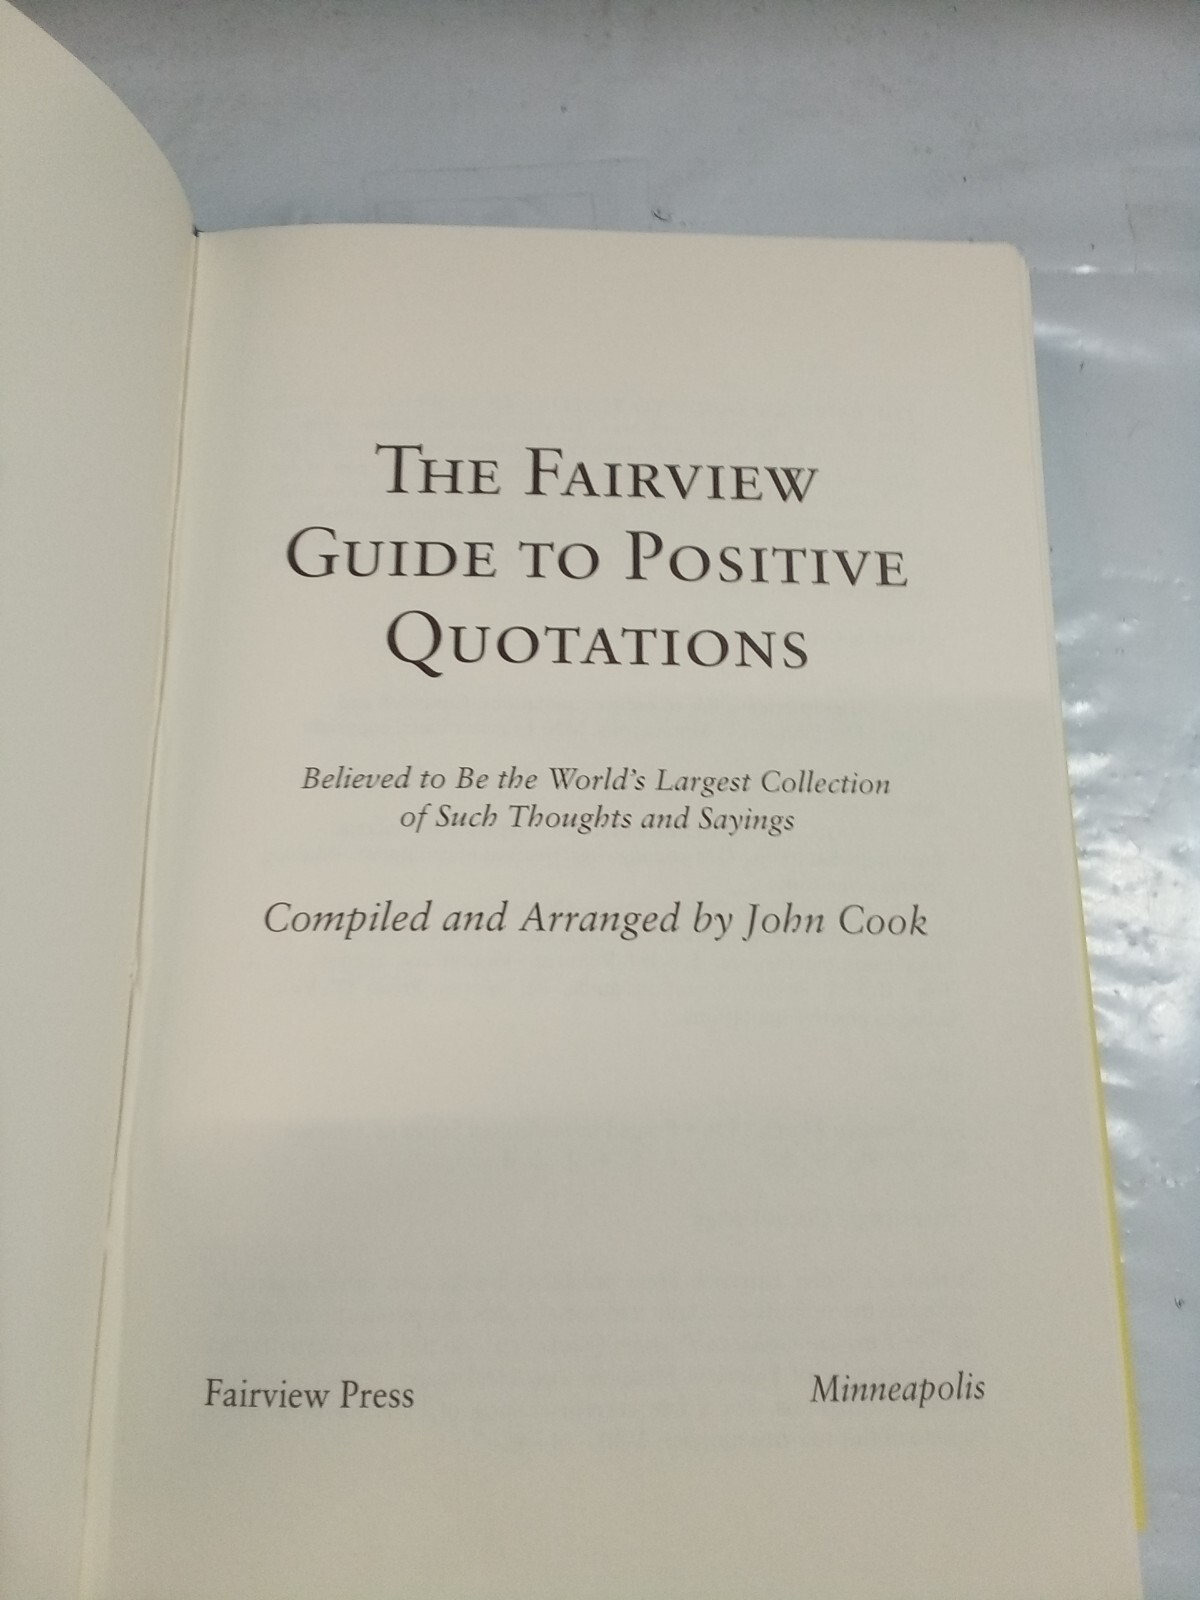 THE FAIRVIEW
GUIDE TO POSITIVE
QUOTATIONS
Believed to Be the World's Largest Collection
of Such Thoughts and Sayings
Compiled and Arranged by John Cook
Fairview Press Minneapolis